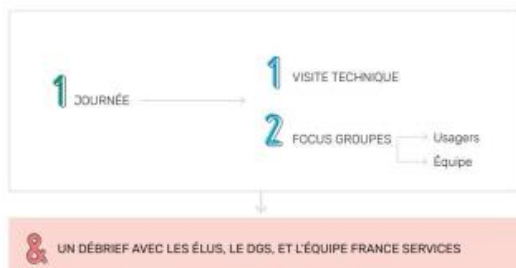 1 JOURNÉE
1 VISITE TECHNIQUE
2 FOCUS GROUPES
Usagers
Équipe
& UN DÉBRIEF AVEC LES ÉLUS, LE DGS, ET L'ÉQUIPE FRANCE SERVICES